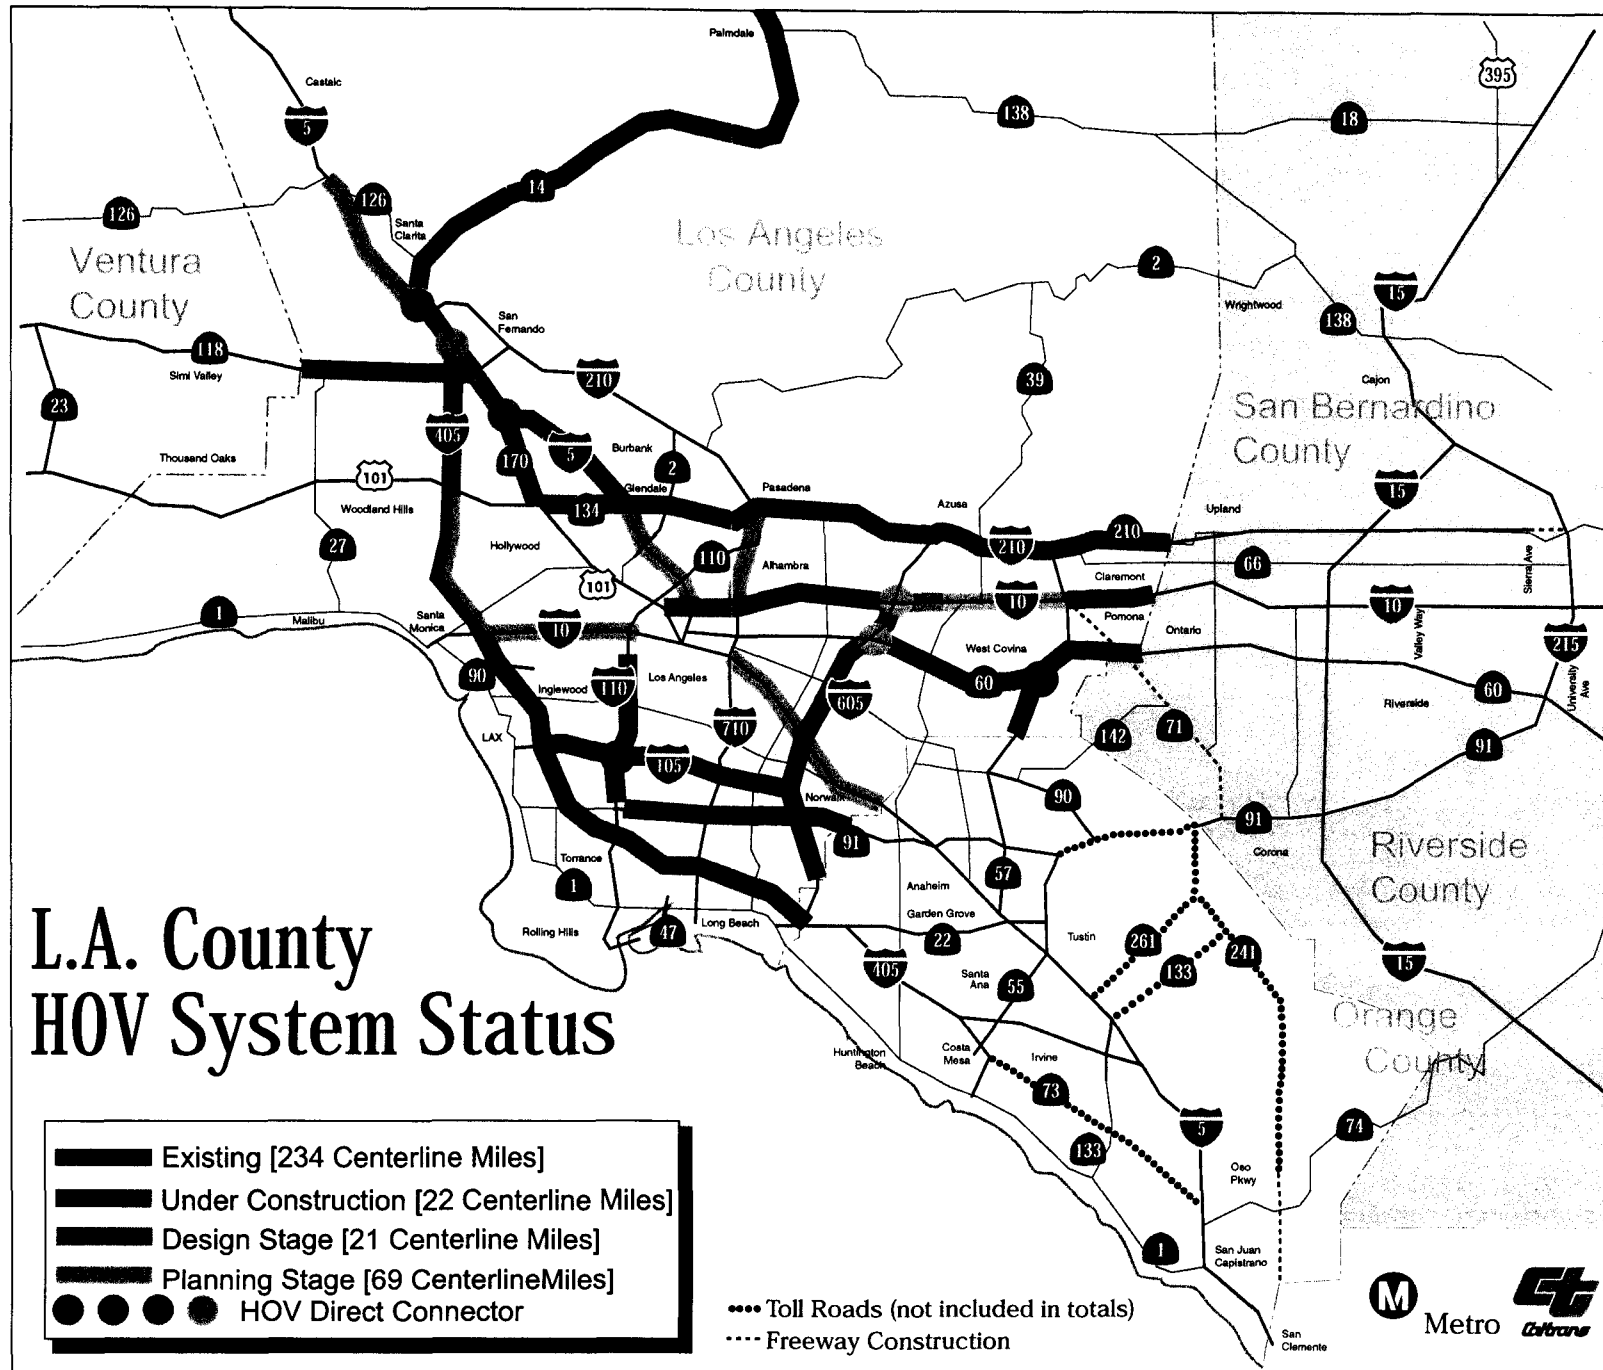 Palmdale
Castaic
5
395
138
18
126
126
14
Santa
Clarita
Los Angeles
County
Ventura
County
2
15
Wrightwood
138
San
Fernando
118
Simi Valley
210
39
Cajon
23
San Bernardino
County
405
Thousand Oaks
101
170
5
Burbank
2
Glendale
Pasadena
Azusa
15
Upland
Woodland Hills
134
27
Hollywood
110
210
210
66
Sierra Ave
101
Alhambra
Claremont
10
10
1
Malibu
Santa
Monica
10
Pomona
Ontario
Valley Way
215
90
Inglewood
110
Los Angeles
West Covina
60
605
60
University
Ave
Riverside
LAX
710
142
71
91
105
Norwalk
90
91
91
Corona
Riverside
County
Torrance
1
57
Anaheim
Garden Grove
L.A. County
HOV System Status
Rolling Hills
47
Long Beach
22
Tustin
261
133
241
405
Santa
Ana
55
15
Orange
County
Huntington
Beach
Costa
Mesa
Irvine
73
133
5
74
Oso
Pkwy
1
San Juan
Capistrano
San
Clemente
Existing [234 Centerline Miles]
Under Construction [22 Centerline Miles]
Design Stage [21 Centerline Miles]
Planning Stage [69 CenterlineMiles]
HOV Direct Connector
Toll Roads (not included in totals)
Freeway Construction
M
Metro
Caltrans